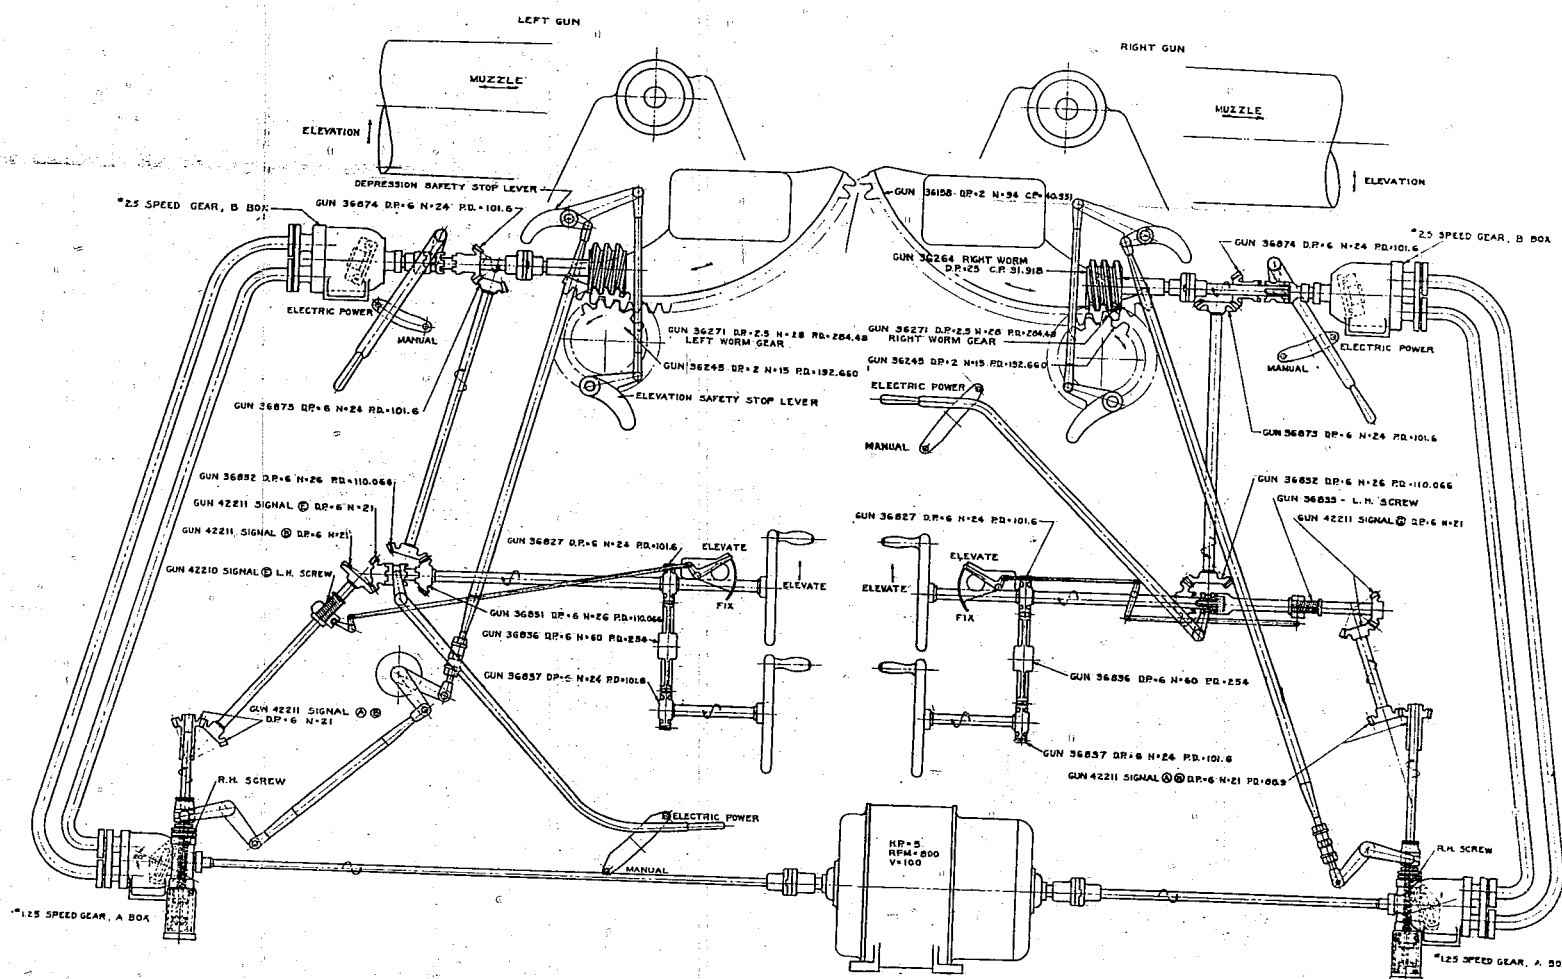 LEFT GUN
RIGHT GUN
MUZZLE
MUZZLE
ELEVATION
ELEVATION
DEPRESSION SAFETY STOP LEVER
GUN 36874 D.P.=6 N=24 P.D.=101.6
#2.5 SPEED GEAR, B BOX
GUN 36198 D.P.=2 N=94
#2.5 SPEED GEAR, B BOX
GUN 36874 D.P.=6 N=24 P.D.=101.6
GUN 36264 RIGHT WORM
D.P.=2.5 C.P. 31.918
ELECTRIC POWER
MANUAL
GUN 36271 D.P.=2.5 N=28 P.D.=284.48
LEFT WORM GEAR
GUN 36271 D.P.=2.5 N=28 P.D.=284.48
RIGHT WORM GEAR
ELECTRIC POWER
MANUAL
GUN 36245 D.P.=2 N=15 P.D.=192.660
GUN 36245 D.P.=2 N=15 P.D.=192.660
ELECTRIC POWER
MANUAL
ELEVATION SAFETY STOP LEVER
GUN 36873 D.P.=6 N=24 P.D.=101.6
GUN 36873 D.P.=6 N=24 P.D.=101.6
GUN 36852 D.P.=6 N=26 P.D.=110.066
GUN 42211 SIGNAL Ⓔ D.P.=6 N=21
GUN 42211 SIGNAL Ⓓ D.P.=6 N=21
GUN 42210 SIGNAL Ⓔ L.H. SCREW
GUN 36852 D.P.=6 N=26 P.D.=110.066
GUN 36833 - L.H. SCREW
GUN 42211 SIGNAL D.P.=6 N=21
GUN 36827 D.P.=6 N=24 P.D.=101.6
ELEVATE
FIX
ELEVATE
GUN 36827 D.P.=6 N=24 P.D.=101.6
ELEVATE
FIX
ELEVATE
GUN 36851 D.P.=6 N=26 P.D.=110.066
GUN 36836 D.P.=6 N=60 P.D.=254
GUN 36837 D.P.=6 N=24 P.D.=101.6
GUN 36836 D.P.=6 N=60 P.D.=254
GUN 36837 D.P.=6 N=24 P.D.=101.6
GUN 42211 SIGNAL Ⓐ Ⓑ
D.P.=6 N=21
GUN 42211 SIGNAL Ⓐ Ⓑ D.P.=6 N=21 P.D.=88.9
R.H. SCREW
ELECTRIC POWER
MANUAL
H.P.=5
RPM=800
V=100
R.H. SCREW
#1.25 SPEED GEAR, A BOX
#1.25 SPEED GEAR, A BO